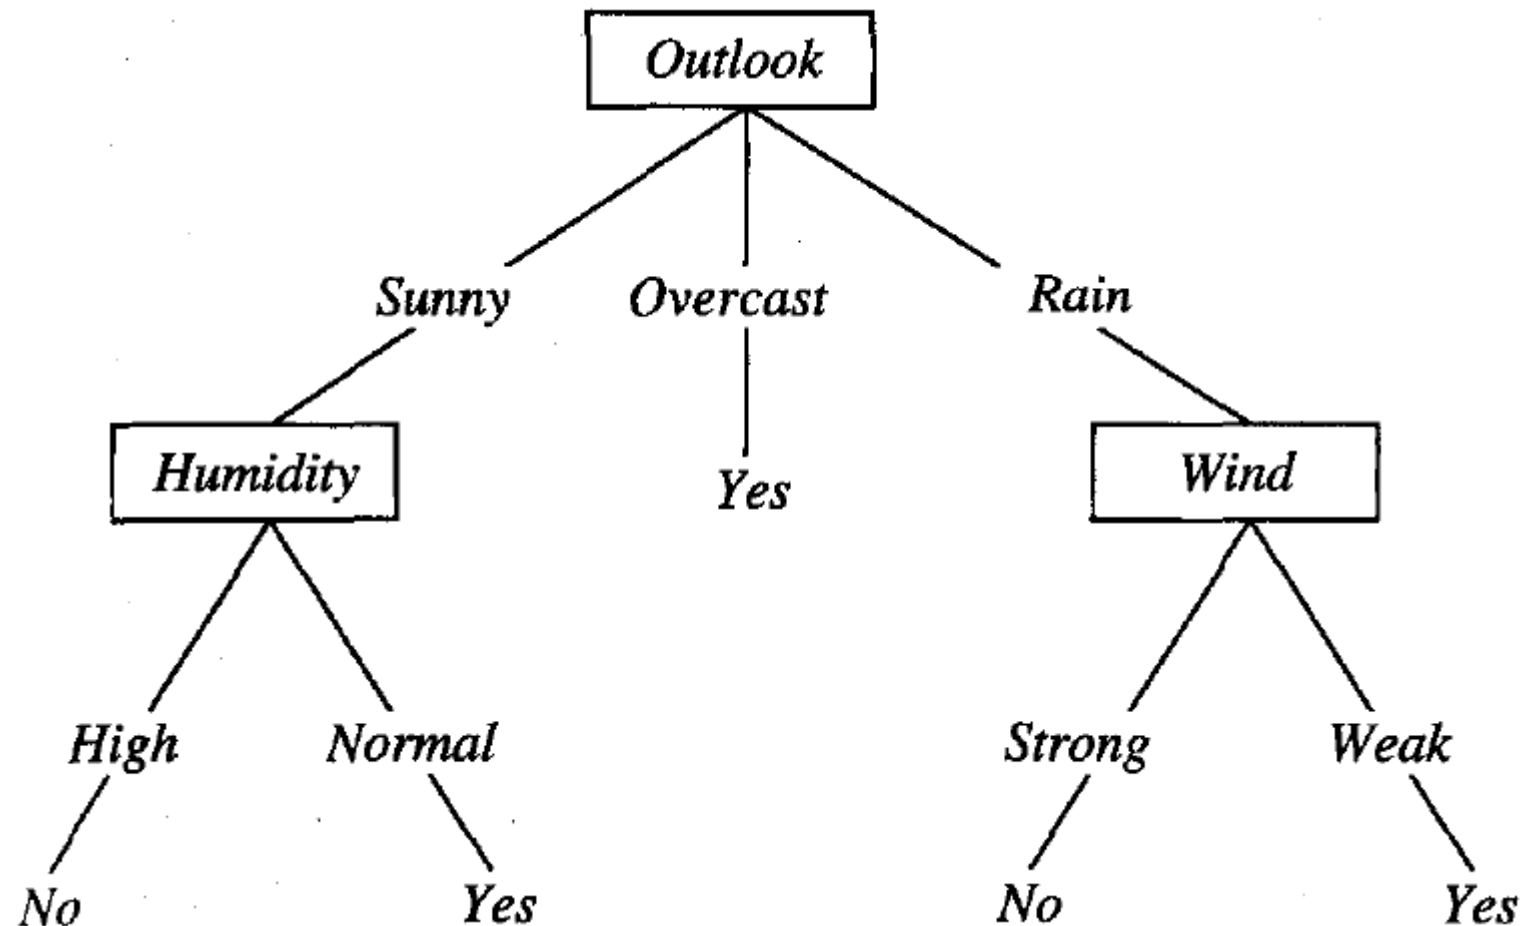 Outlook
Sunny Overcast Rain
Humidity Yes Wind
High Normal Strong Weak
No Yes No Yes